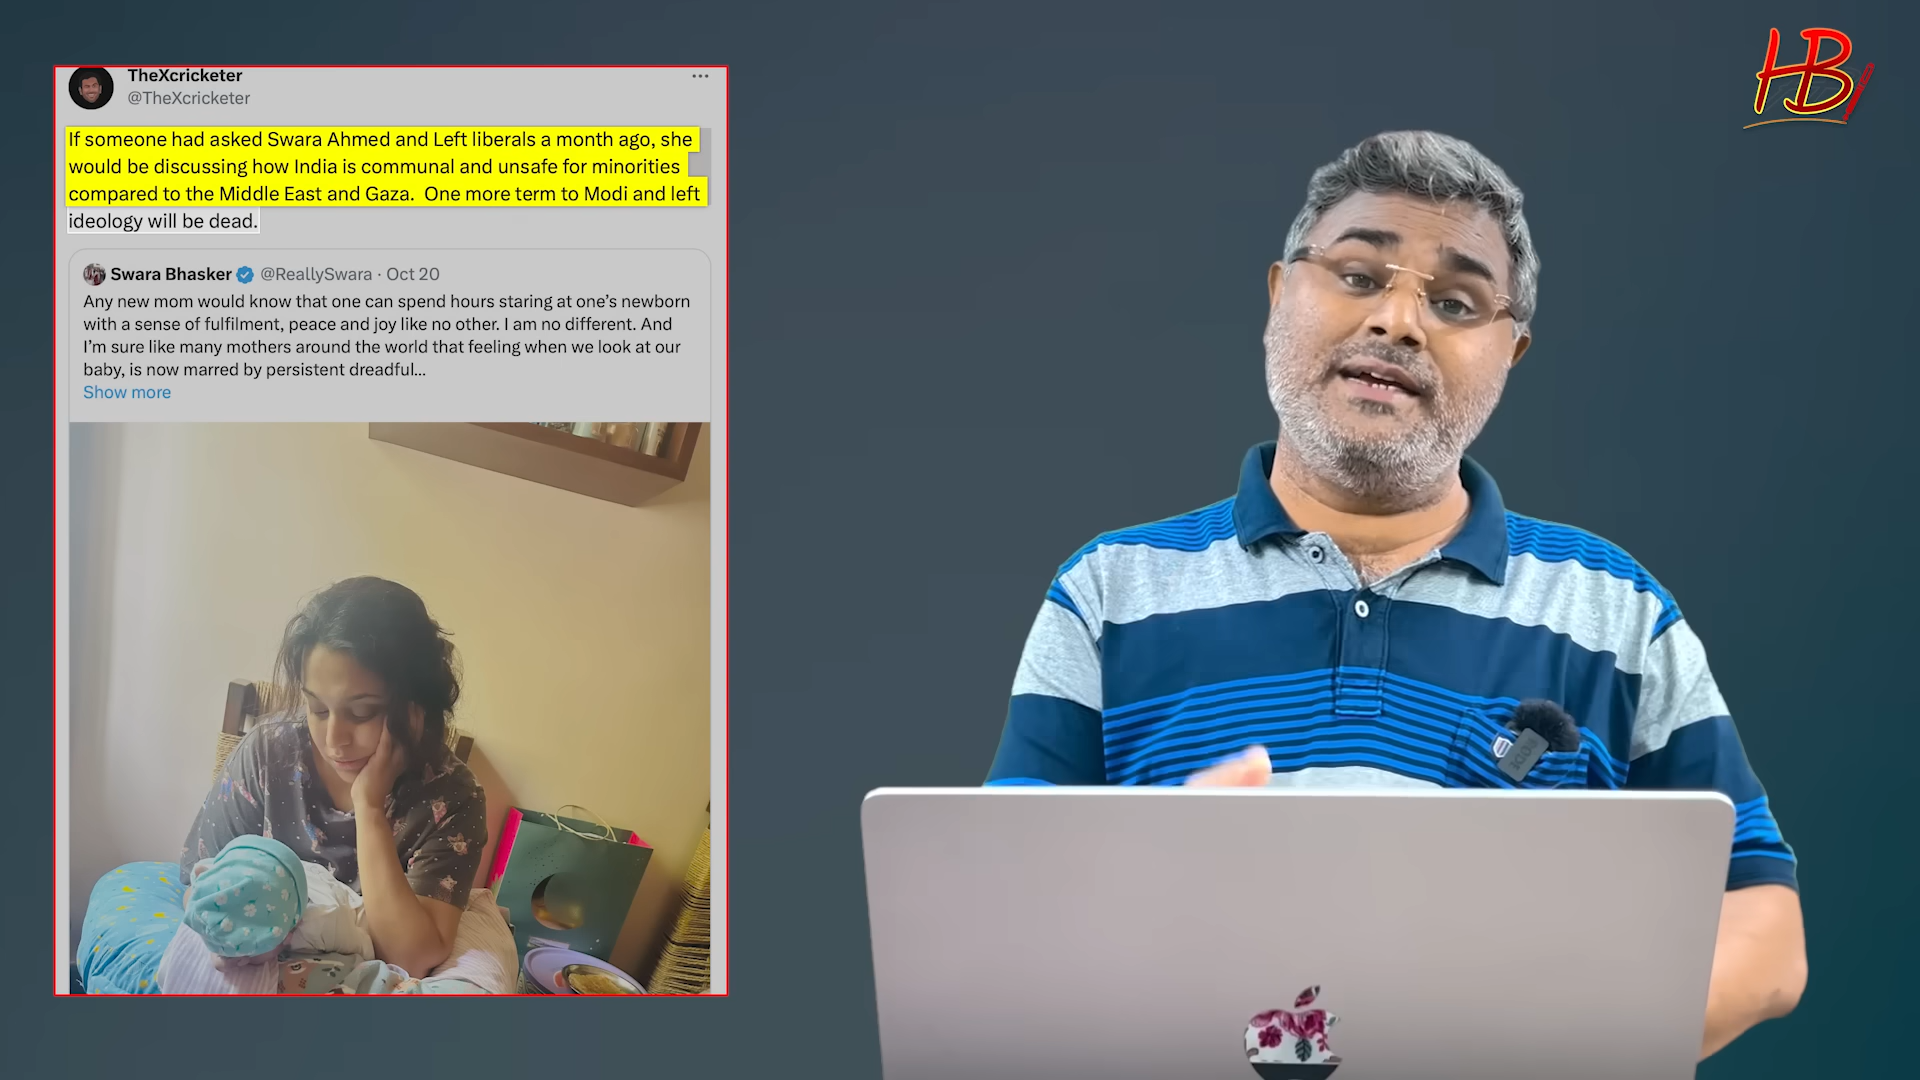 TheXcricketer
@TheXcricketer
If someone had asked Swara Ahmed and Left liberals a month ago, she
would be discussing how India is communal and unsafe for minorities
compared to the Middle East and Gaza. One more term to Modi and left
ideology will be dead.
Swara Bhasker @ReallySwara · Oct 20
Any new mom would know that one can spend hours staring at one’s newborn
with a sense of fulfilment, peace and joy like no other. I am no different. And
I’m sure like many mothers around the world that feeling when we look at our
baby, is now marred by persistent dreadful...
Show more
HB
RODE